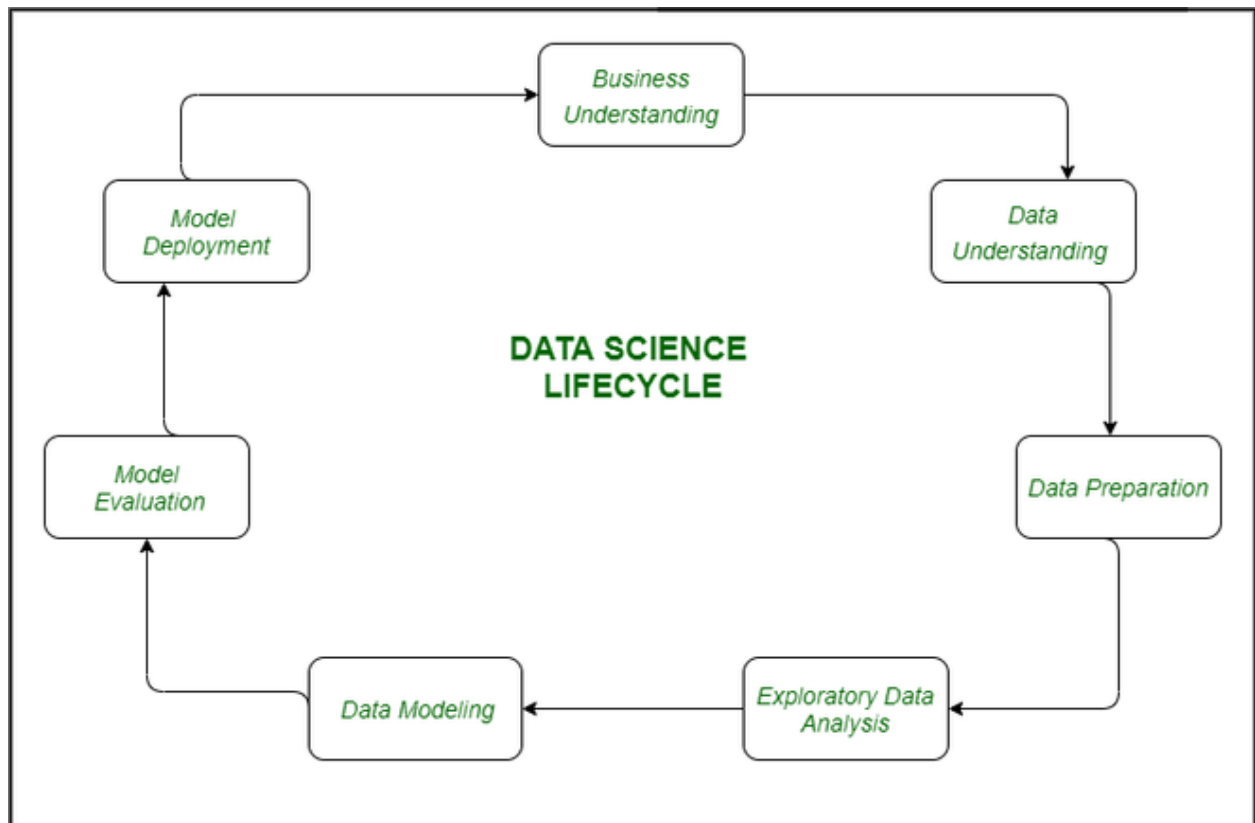 Business
Understanding
Data
Understanding
Data Preparation
Exploratory Data
Analysis
Data Modeling
Model
Evaluation
Model
Deployment
DATA SCIENCE
LIFECYCLE